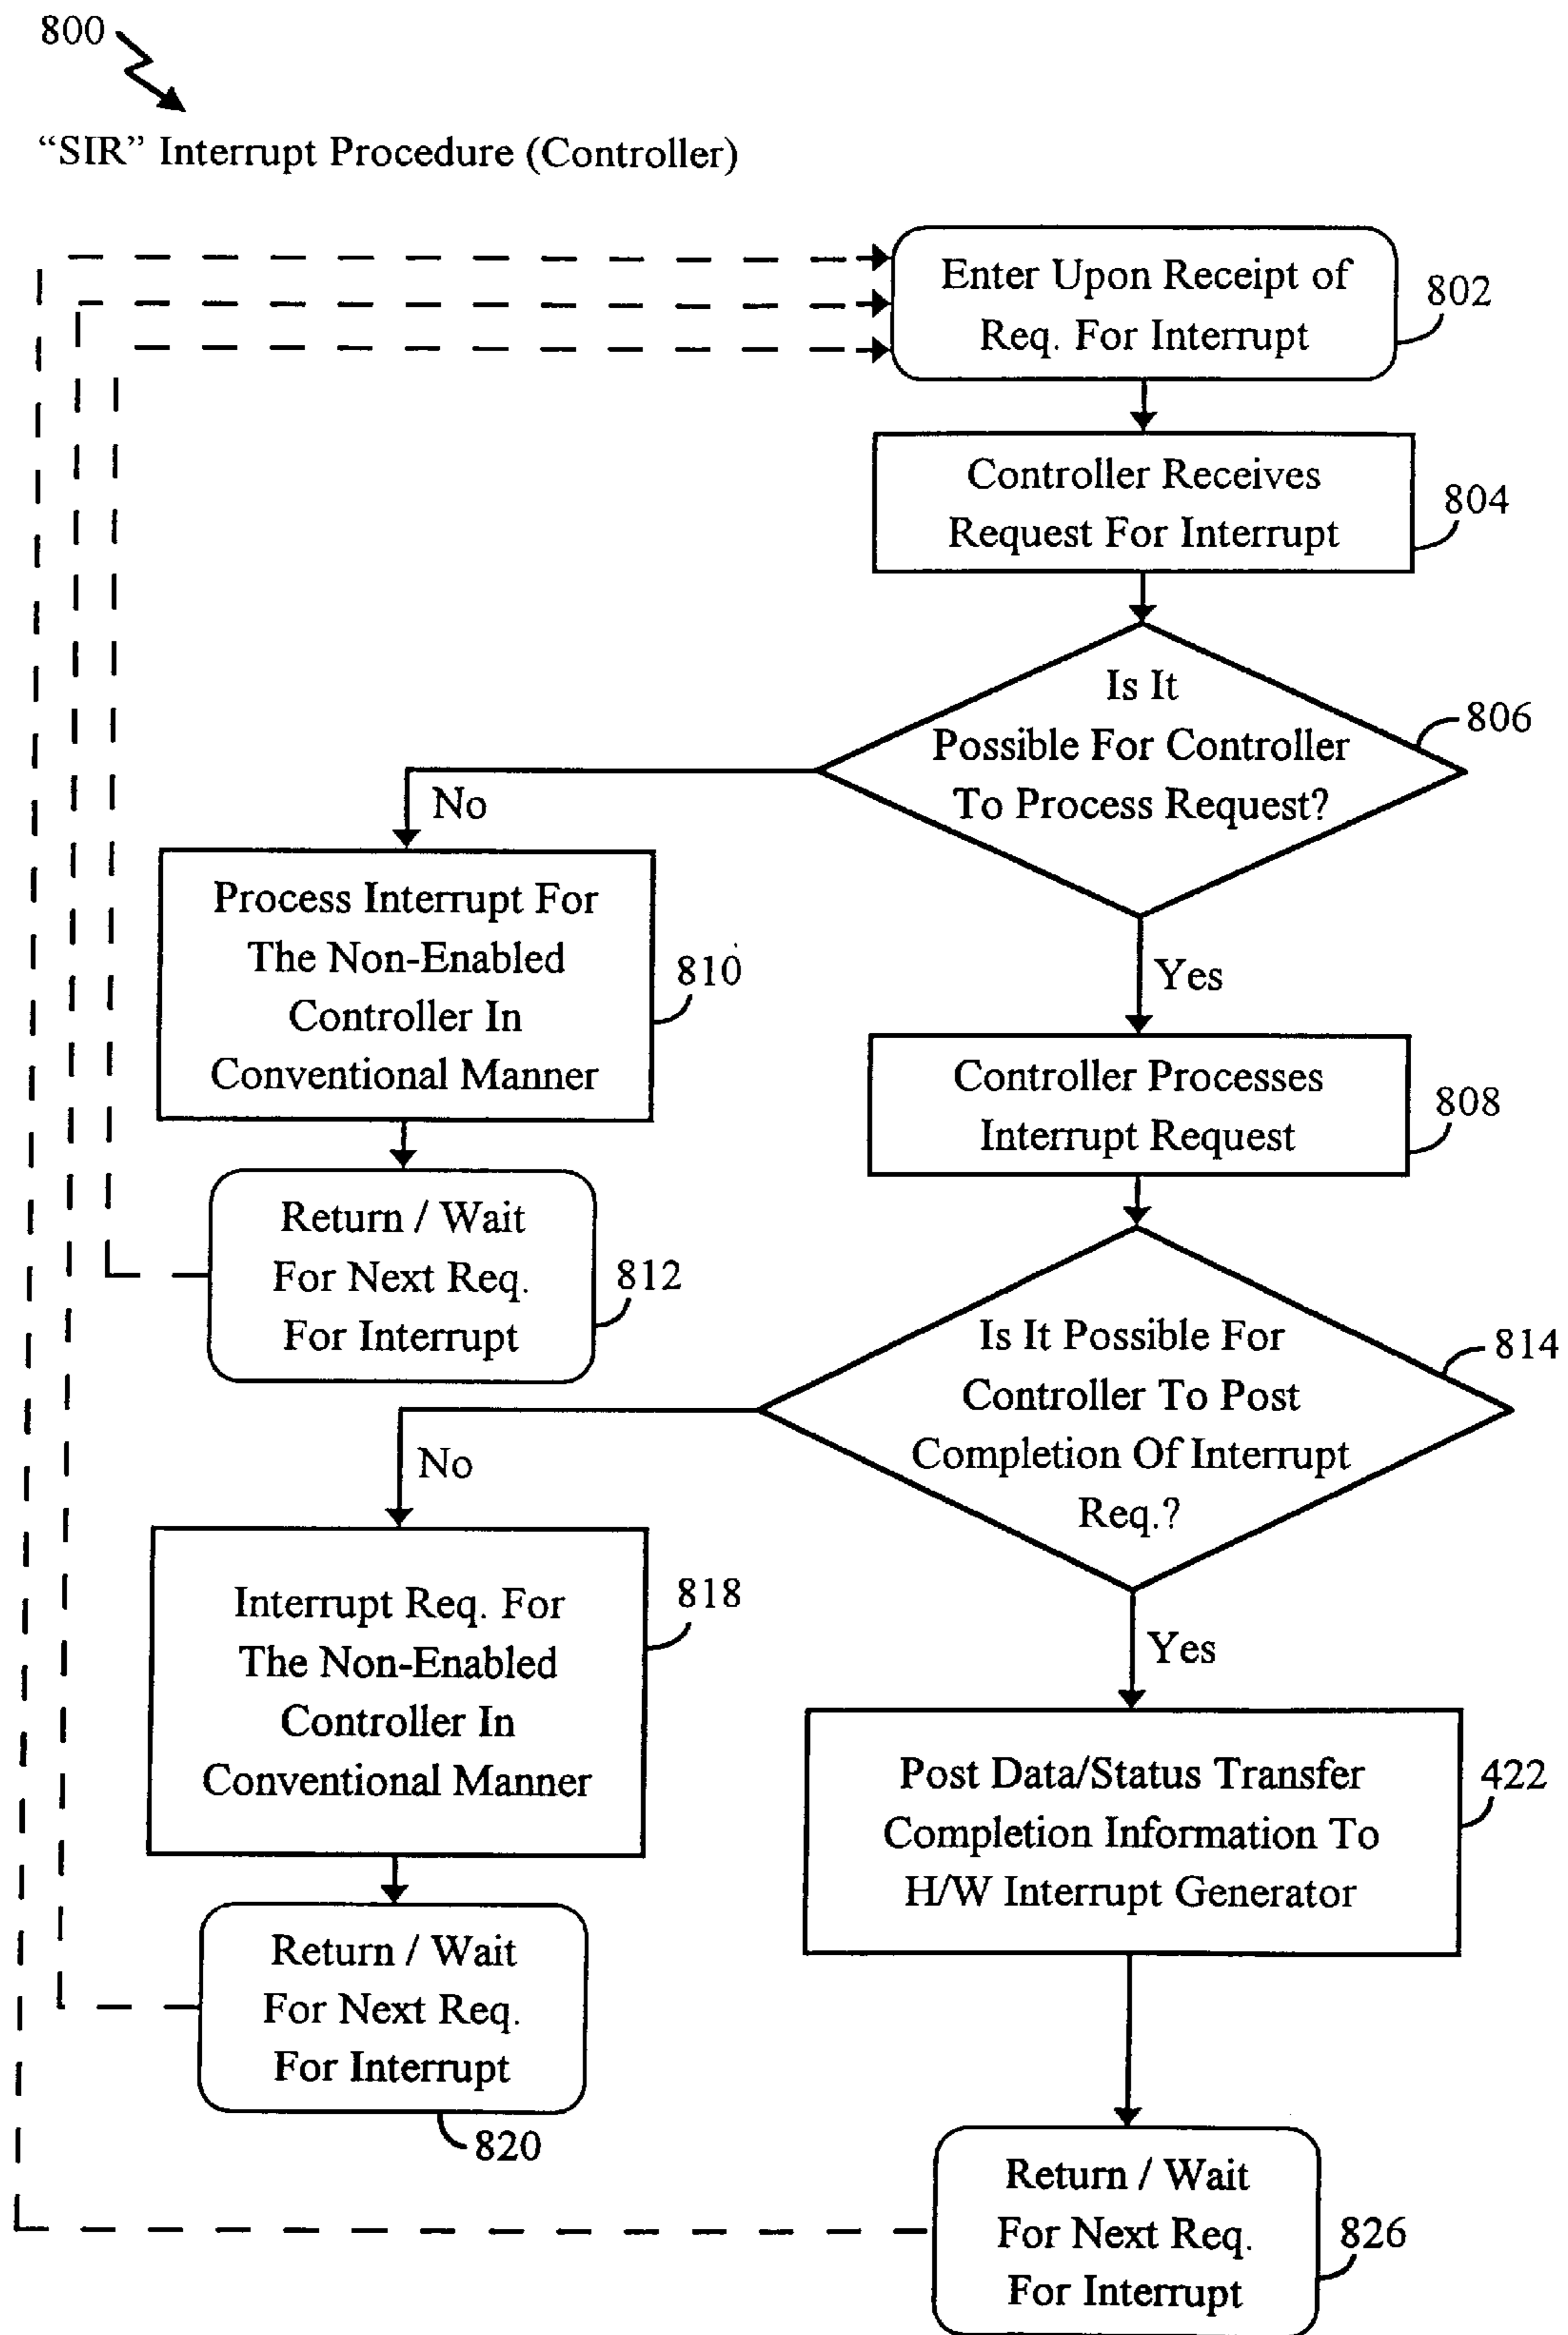 800
“SIR” Interrupt Procedure (Controller)
Enter Upon Receipt of
Req. For Interrupt
802
Controller Receives
Request For Interrupt
804
Is It
Possible For Controller
To Process Request?
806
No
Yes
Process Interrupt For
The Non-Enabled
Controller In
Conventional Manner
810
Controller Processes
Interrupt Request
808
Return / Wait
For Next Req.
For Interrupt
812
Is It Possible For
Controller To Post
Completion Of Interrupt
Req.?
814
No
Yes
Interrupt Req. For
The Non-Enabled
Controller In
Conventional Manner
818
Post Data/Status Transfer
Completion Information To
H/W Interrupt Generator
422
Return / Wait
For Next Req.
For Interrupt
820
Return / Wait
For Next Req.
For Interrupt
826